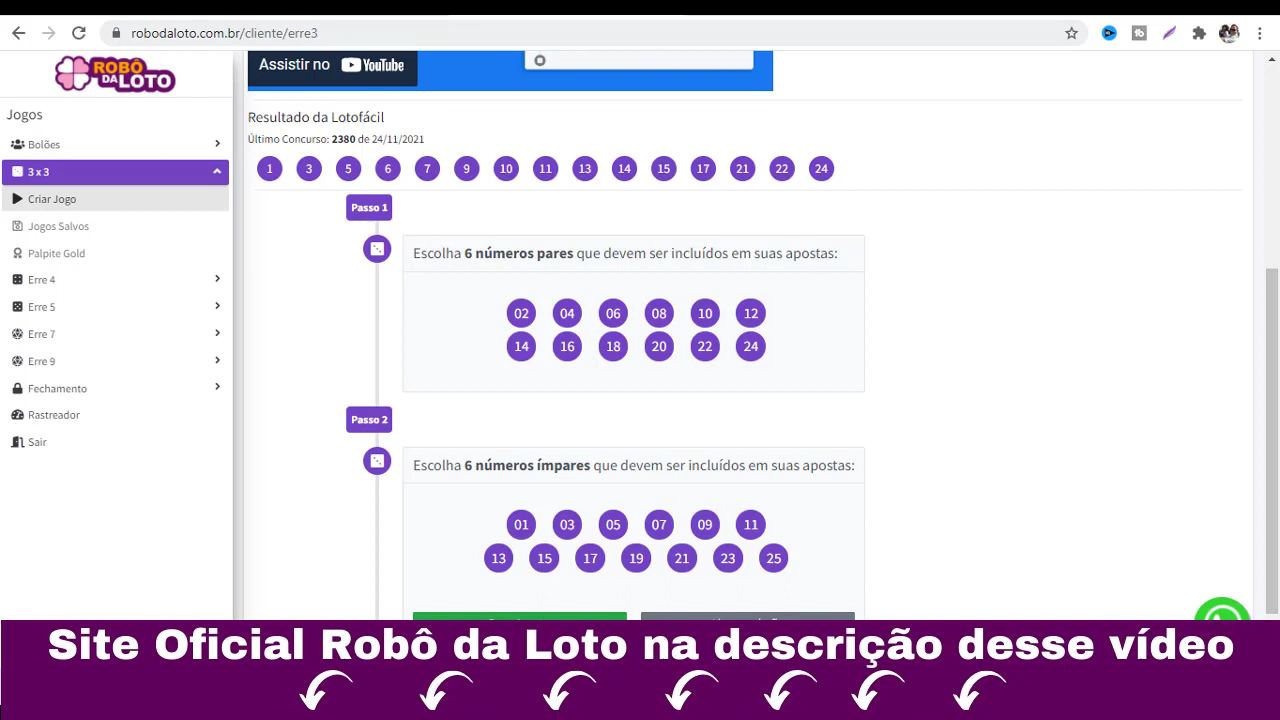 robodaloto.com.br/cliente/erre3
ROBÔ
DA LOTO
Assistir no YouTube
Jogos
Bolões
3 x 3
Criar Jogo
Jogos Salvos
Palpite Gold
Erre 4
Erre 5
Erre 7
Erre 9
Fechamento
Rastreador
Sair
Resultado da Lotofácil
Último Concurso: 2380 de 24/11/2021
1 3 5 6 7 9 10 11 13 14 15 17 21 22 24
Passo 1
Escolha 6 números pares que devem ser incluídos em suas apostas:
02 04 06 08 10 12
14 16 18 20 22 24
Passo 2
Escolha 6 números ímpares que devem ser incluídos em suas apostas:
01 03 05 07 09 11
13 15 17 19 21 23 25
Site Oficial Robô da Loto na descrição desse vídeo